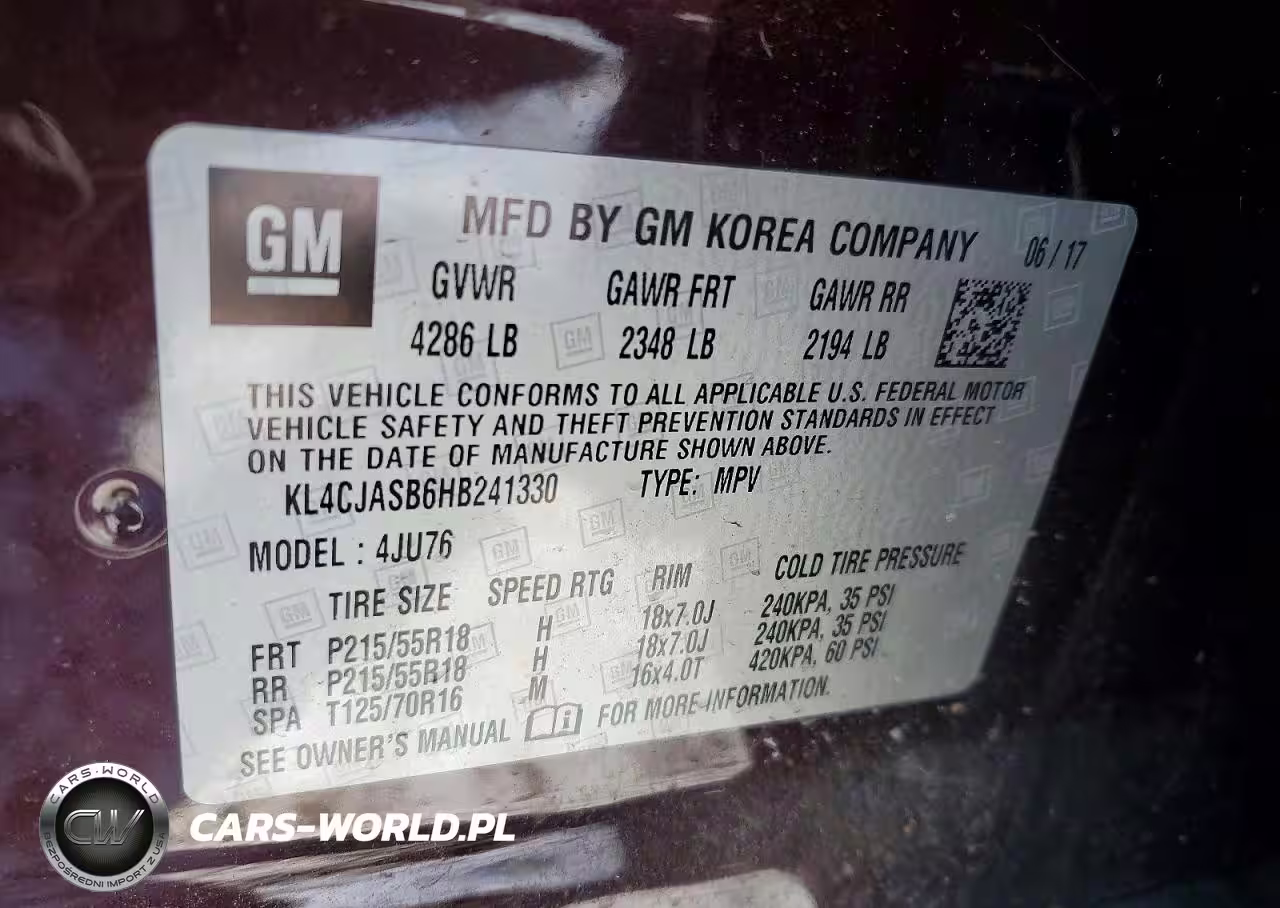 GM
MFD BY GM KOREA COMPANY 06 / 17
GVWR GAWR FRT GAWR RR
4286 LB 2348 LB 2194 LB
THIS VEHICLE CONFORMS TO ALL APPLICABLE U.S. FEDERAL MOTOR
VEHICLE SAFETY AND THEFT PREVENTION STANDARDS IN EFFECT
ON THE DATE OF MANUFACTURE SHOWN ABOVE.
KL4CJASB6HB241330 TYPE: MPV
MODEL : 4JU76
TIRE SIZE SPEED RTG RIM COLD TIRE PRESSURE
FRT P215/55R18 H 18x7.0J 240KPA, 35 PSI
RR P215/55R18 H 18x7.0J 240KPA, 35 PSI
SPA T125/70R16 M 16x4.0T 420KPA, 60 PSI
SEE OWNER'S MANUAL i FOR MORE INFORMATION.
CARS-WORLD
CW
BEZPOŚREDNI IMPORT Z USA
CARS-WORLD.PL